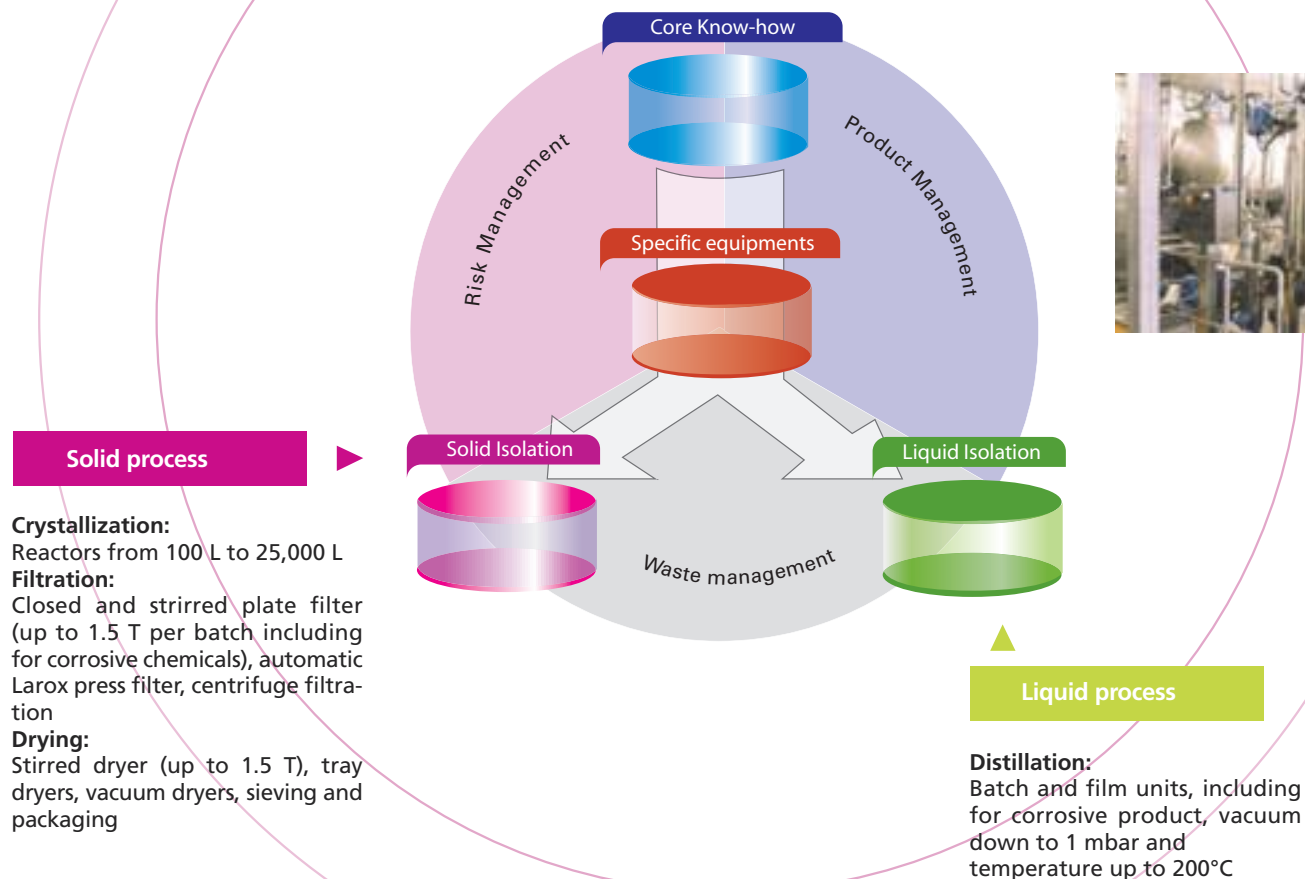 Core Know-how
Risk Management
Product Management
Specific equipments
Solid Isolation
Liquid Isolation
Waste management
Solid process
Crystallization:
Reactors from 100 L to 25,000 L
Filtration:
Closed and strirred plate filter
(up to 1.5 T per batch including
for corrosive chemicals), automatic
Larox press filter, centrifuge filtra-
tion
Drying:
Stirred dryer (up to 1.5 T), tray
dryers, vacuum dryers, sieving and
packaging
Liquid process
Distillation:
Batch and film units, including
for corrosive product, vacuum
down to 1 mbar and
temperature up to 200°C